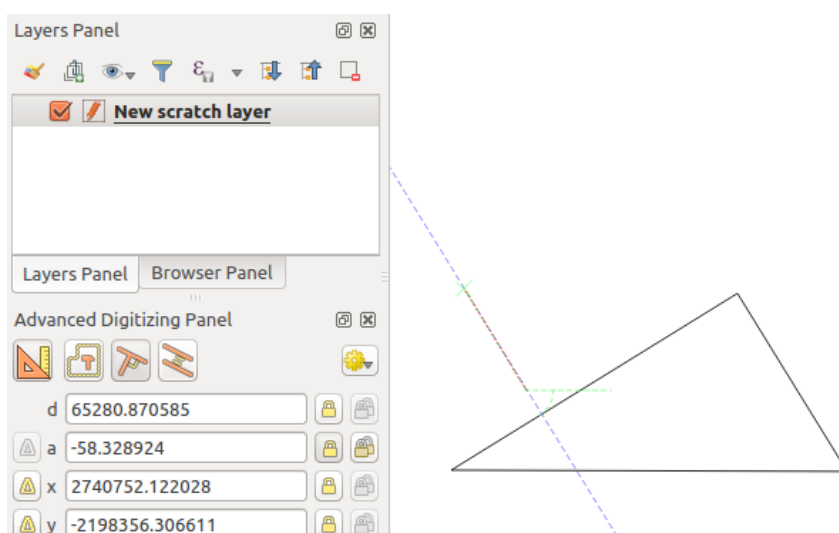 Layers Panel
New scratch layer
Layers Panel Browser Panel
Advanced Digitizing Panel
d 65280.870585
a -58.328924
x 2740752.122028
y -2198356.306611